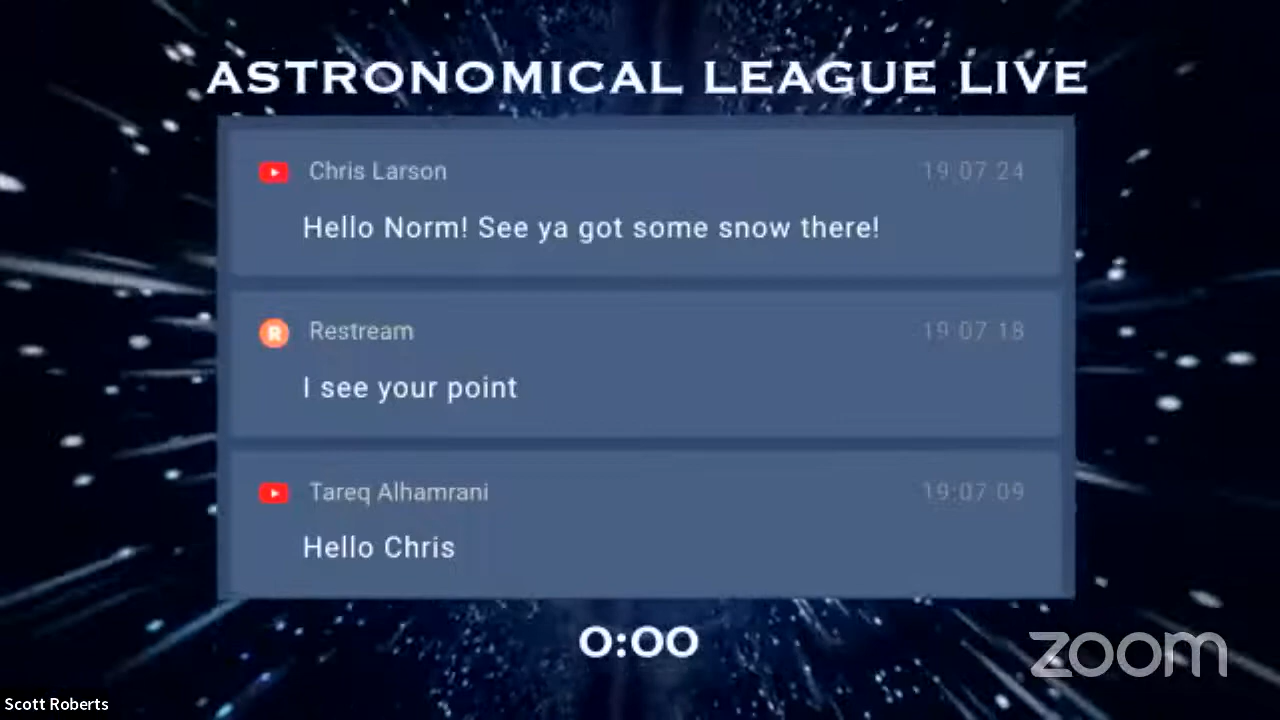 ASTRONOMICAL LEAGUE LIVE
Chris Larson 19:07:24
Hello Norm! See ya got some snow there!
R Restream 19:07:18
I see your point
Tareq Alhamrani 19:07:09
Hello Chris
0:00
zoom
Scott Roberts